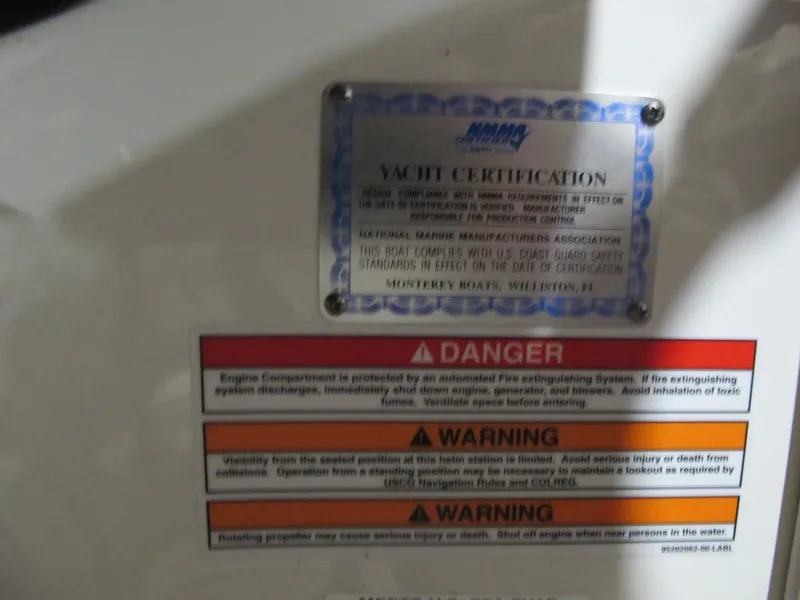 NMMA
CERTIFIED
YACHT CERTIFICATION
DESIGN COMPLIANCE WITH NMMA REQUIREMENTS IN EFFECT ON
THE DATE OF CERTIFICATION IS VERIFIED. MANUFACTURER
RESPONSIBLE FOR PRODUCTION CONTROL
NATIONAL MARINE MANUFACTURERS ASSOCIATION
THIS BOAT COMPLIES WITH U.S. COAST GUARD SAFETY
STANDARDS IN EFFECT ON THE DATE OF CERTIFICATION
MONTEREY BOATS, WILLISTON, FL
DANGER
Engine Compartment is protected by an automated Fire extinguishing System. If fire extinguishing
system discharges, immediately shut down engine, generator, and blowers. Avoid inhalation of toxic
fumes. Ventilate space before entering.
WARNING
Visibility from the seated position at this helm station is limited. Avoid serious injury or death from
collisions. Operation from a standing position may be necessary to maintain a lookout as required by
USCG Navigation Rules and COLREG.
WARNING
Rotating propeller may cause serious injury or death. Shut off engine when near persons in the water.
95202062-00-LABL